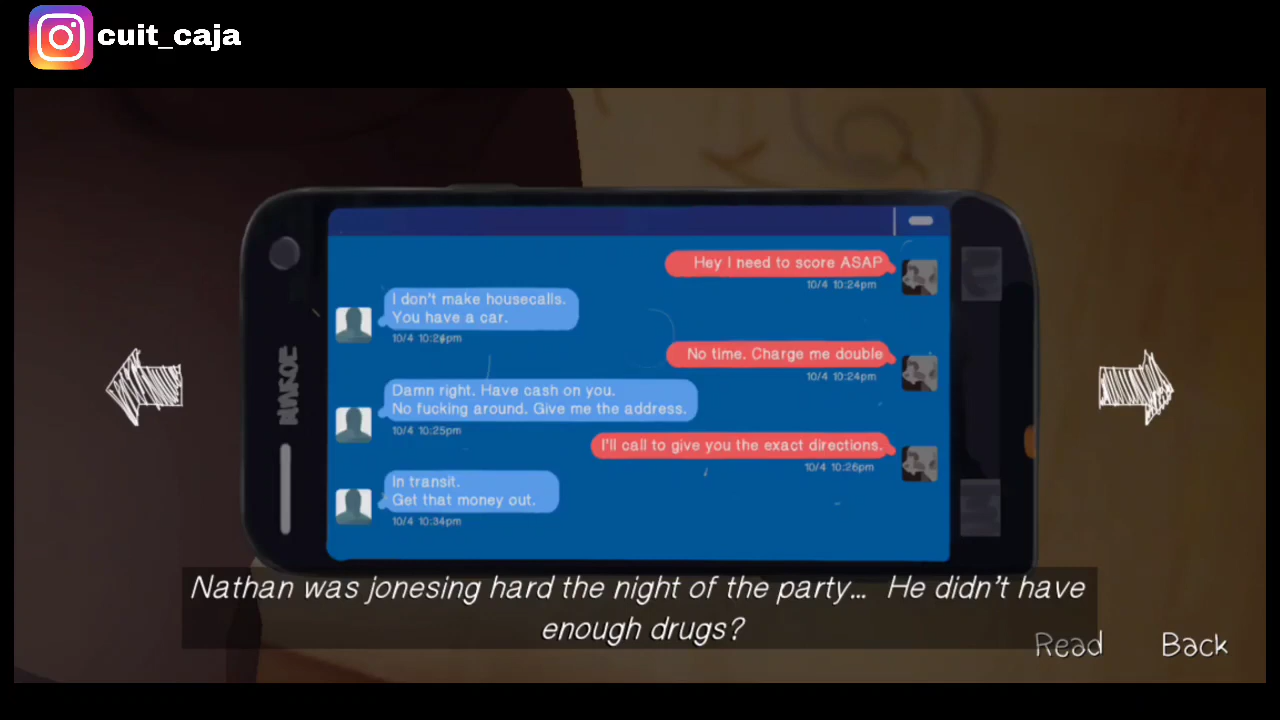 cuit_caja
Hey I need to score ASAP
10/4 10:24pm
I don't make housecalls.
You have a car.
10/4 10:26pm
No time. Charge me double
10/4 10:24pm
Damn right. Have cash on you.
No fucking around. Give me the address.
10/4 10:25pm
I'll call to give you the exact directions.
10/4 10:26pm
In transit.
Get that money out.
10/4 10:34pm
Nathan was jonesing hard the night of the party... He didn't have
enough drugs?
Read Back